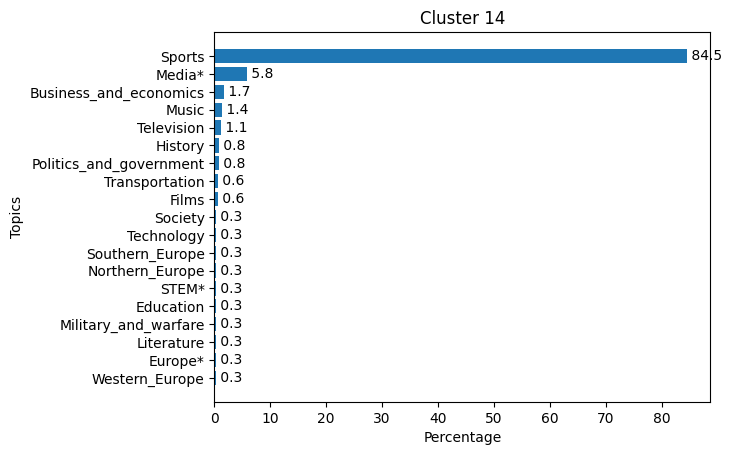 Cluster 14
Topics
Sports 84.5
Media* 5.8
Business_and_economics 1.7
Music 1.4
Television 1.1
History 0.8
Politics_and_government 0.8
Transportation 0.6
Films 0.6
Society 0.3
Technology 0.3
Southern_Europe 0.3
Northern_Europe 0.3
STEM* 0.3
Education 0.3
Military_and_warfare 0.3
Literature 0.3
Europe* 0.3
Western_Europe 0.3
0 10 20 30 40 50 60 70 80
Percentage